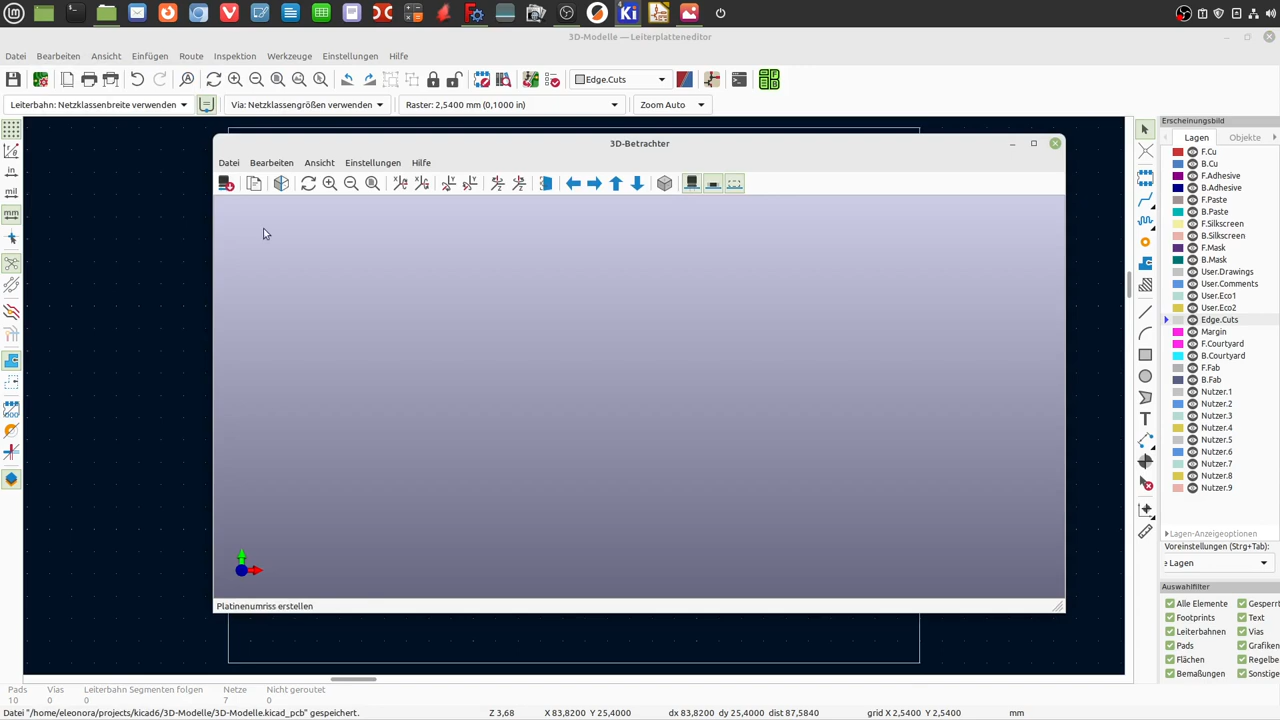 3D-Modelle — Leiterplatteneditor
Datei Bearbeiten Ansicht Einfügen Route Inspektion Werkzeuge Einstellungen Hilfe
Edge.Cuts
Leiterbahn: Netzklassenbreite verwenden Via: Netzklassengrößen verwenden Raster: 2,5400 mm (0,1000 in) Zoom Auto
in
mil
mm
3D-Betrachter
Datei Bearbeiten Ansicht Einstellungen Hilfe
Platinenumriss erstellen
Erscheinungsbild
Lagen Objekte
F.Cu
B.Cu
F.Adhesive
B.Adhesive
F.Paste
B.Paste
F.Silkscreen
B.Silkscreen
F.Mask
B.Mask
User.Drawings
User.Comments
User.Eco1
User.Eco2
Edge.Cuts
Margin
F.Courtyard
B.Courtyard
F.Fab
B.Fab
Nutzer.1
Nutzer.2
Nutzer.3
Nutzer.4
Nutzer.5
Nutzer.6
Nutzer.7
Nutzer.8
Nutzer.9
Lagen-Anzeigeoptionen
Voreinstellungen (Strg+Tab):
e Lagen
Auswahlfilter
Alle Elemente Gesperrt
Footprints Text
Leiterbahnen Vias
Pads Grafiken
Flächen Regelbe
Bemaßungen Sonstige
Pads Vias Leiterbahn Segmenten folgen Netze Nicht geroutet
10 0 0 7 0
Datei "/home/eleonora/projects/kicad6/3D-Modelle/3D-Modelle.kicad_pcb" gespeichert. Z 3,68 X 83,8200 Y 25,4000 dx 83,8200 dy 25,4000 dist 87,5840 grid X 2,5400 Y 2,5400 mm